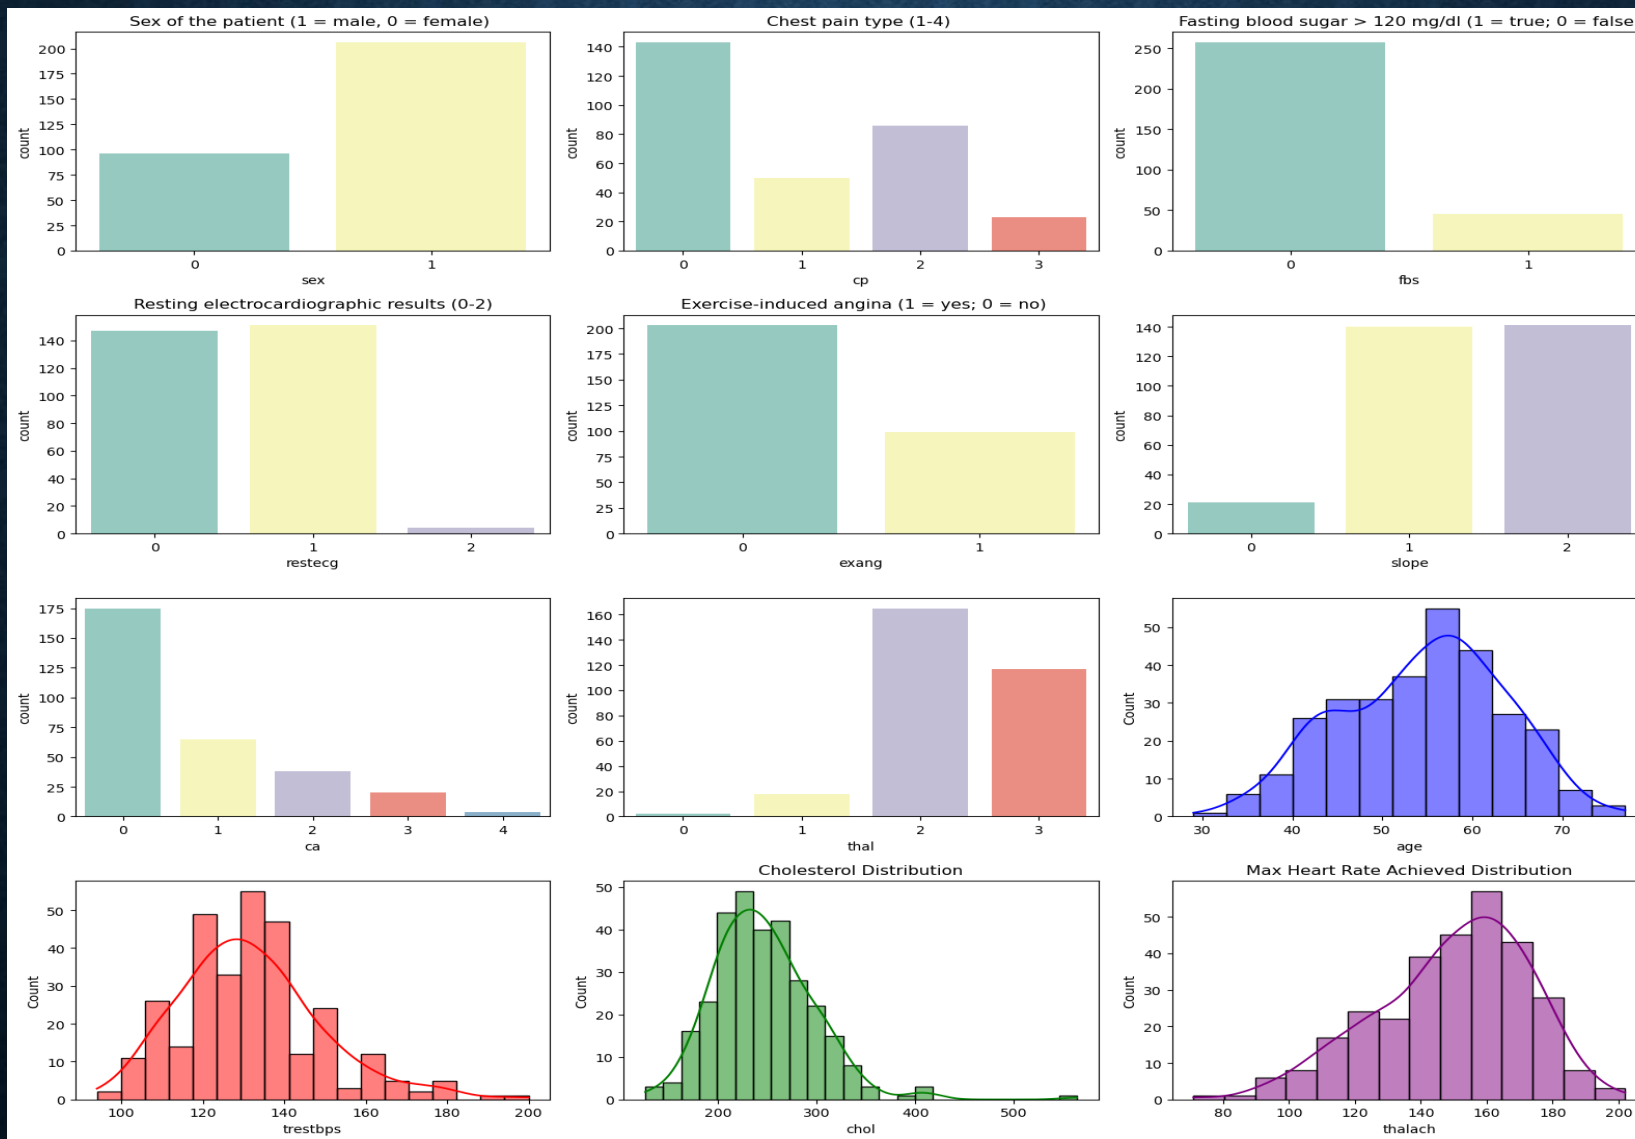 Sex of the patient (1 = male, 0 = female)
200
175
150
125
100
75
50
25
0
count
0 1
sex
Chest pain type (1-4)
140
120
100
80
60
40
20
0
count
0 1 2 3
cp
Fasting blood sugar > 120 mg/dl (1 = true; 0 = false
250
200
150
100
50
0
count
0 1
fbs
Resting electrocardiographic results (0-2)
140
120
100
80
60
40
20
0
count
0 1 2
restecg
Exercise-induced angina (1 = yes; 0 = no)
200
175
150
125
100
75
50
25
0
count
0 1
exang
140
120
100
80
60
40
20
0
count
0 1 2
slope
175
150
125
100
75
50
25
0
count
0 1 2 3 4
ca
160
140
120
100
80
60
40
20
0
count
0 1 2 3
thal
50
40
30
20
10
0
Count
30 40 50 60 70
age
50
40
30
20
10
0
Count
100 120 140 160 180 200
trestbps
Cholesterol Distribution
50
40
30
20
10
0
Count
200 300 400 500
chol
Max Heart Rate Achieved Distribution
50
40
30
20
10
0
Count
80 100 120 140 160 180 200
thalach